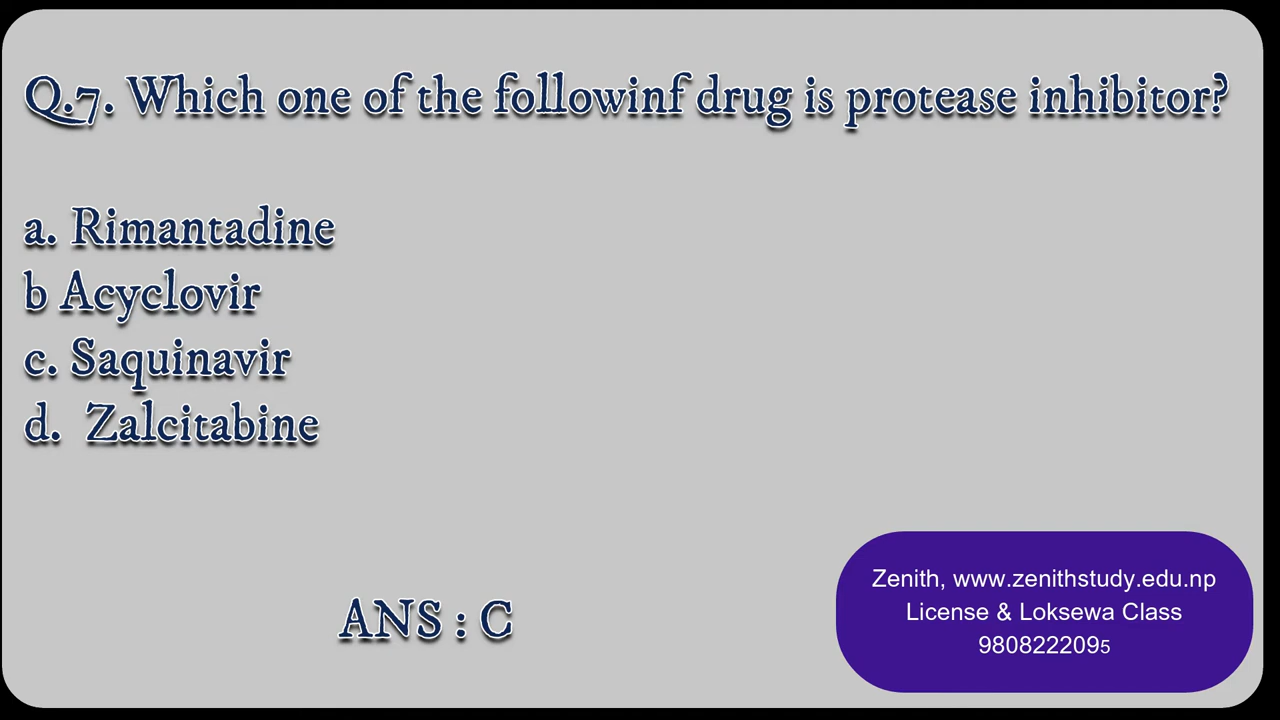 Q.7. Which one of the followinf drug is protease inhibitor?
a. Rimantadine
b Acyclovir
c. Saquinavir
d. Zalcitabine
ANS : C
Zenith, www.zenithstudy.edu.np
License & Loksewa Class
9808222095